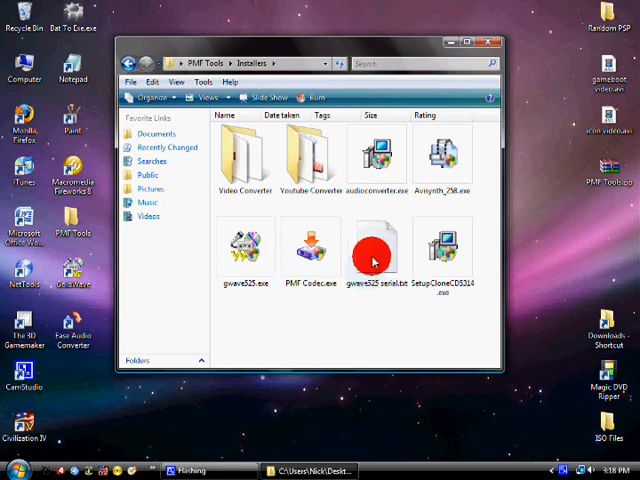 Recycle Bin
Bat To Exe.exe
Random PSP
PMF Tools
Installers
Search
Computer
Notepad
gameboot
video.avi
File Edit View Tools Help
Organize Views Slide Show Burn
Name Date taken Tags Size Rating
Favorite Links
Documents
Recently Changed
Searches
Public
Pictures
Music
Videos
Folders
Video Converter
Youtube Converter
audioconverter.exe
Avisynth_258.exe
gwave525.exe
PMF Codec.exe
gwave525 serial.txt
SetupCloneCD5314
.exe
Mozilla
Firefox
Paint
icon video.avi
iTunes
Macromedia
Fireworks 8
PMF Tools.zip
Microsoft
Office Wo...
PMF Tools
NetTools
GoldWave
The 3D
Gamemaker
Ease Audio
Converter
Downloads -
Shortcut
CamStudio
Magic DVD
Ripper
Civilization IV
ISO Files
Flashing
C:\Users\Nick\Deskt...
3:18 PM